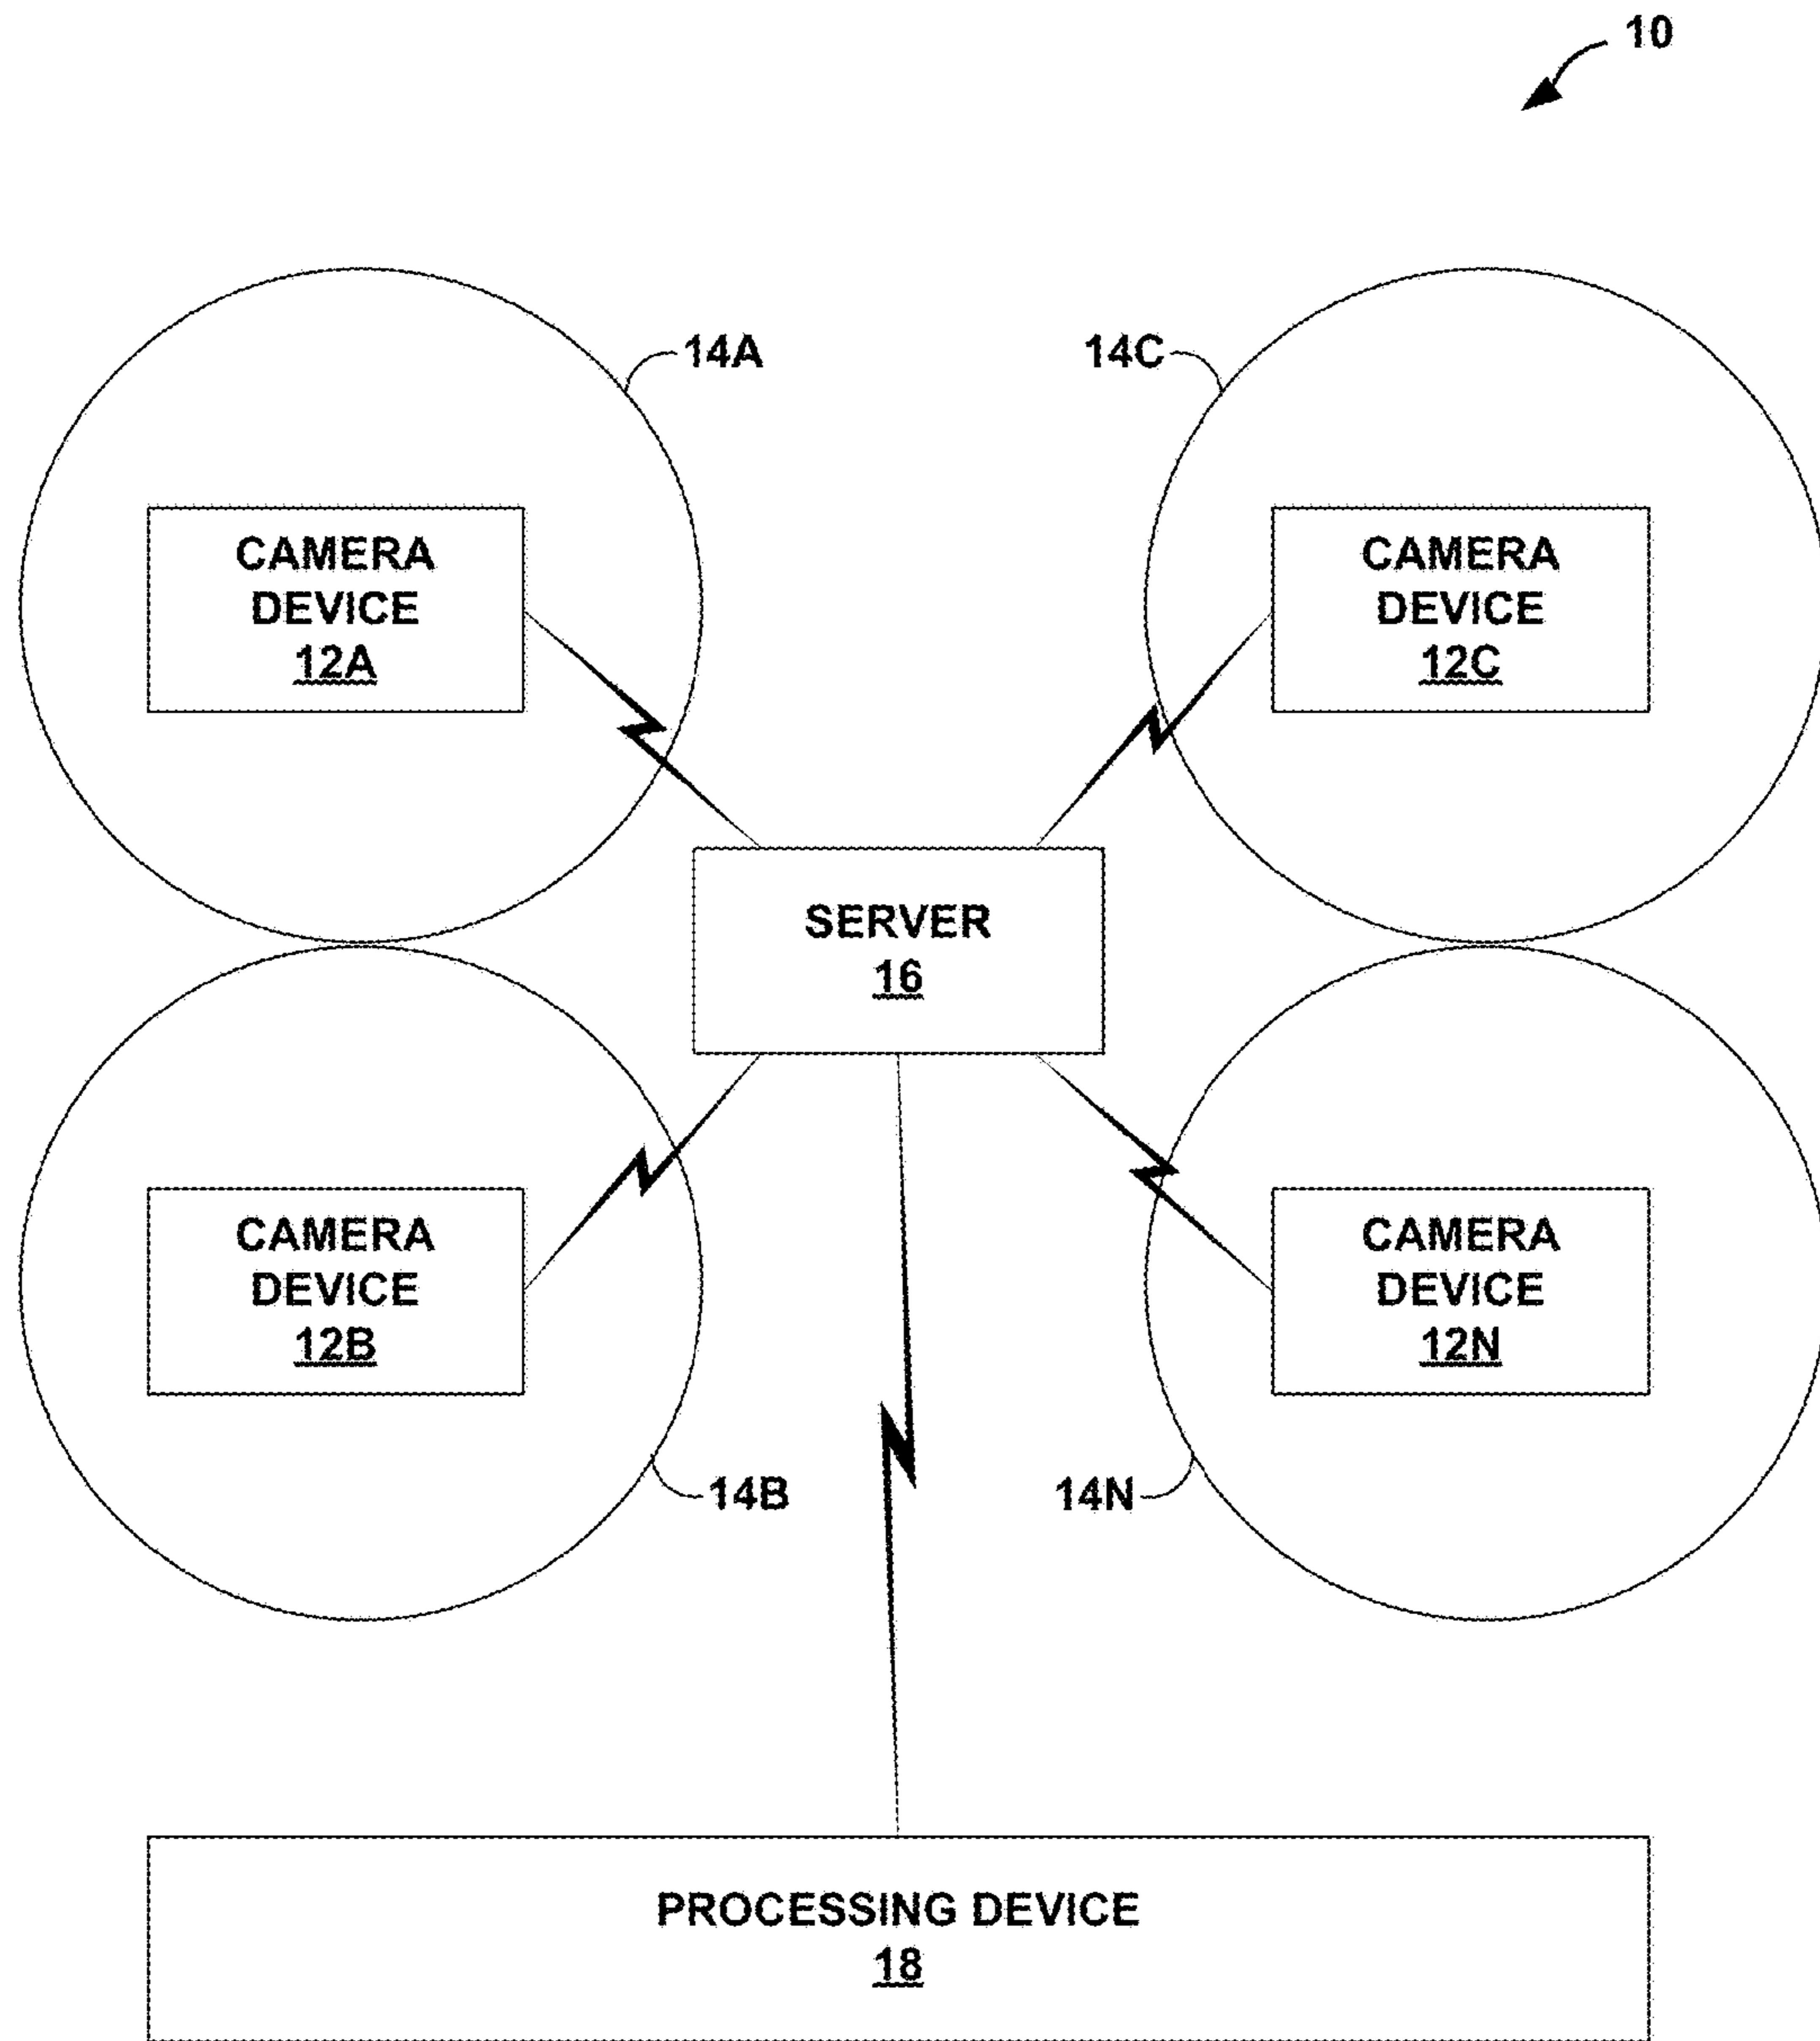 10
14A
14C
CAMERA
DEVICE
12A
CAMERA
DEVICE
12C
SERVER
16
CAMERA
DEVICE
12B
CAMERA
DEVICE
12N
14B
14N
PROCESSING DEVICE
18